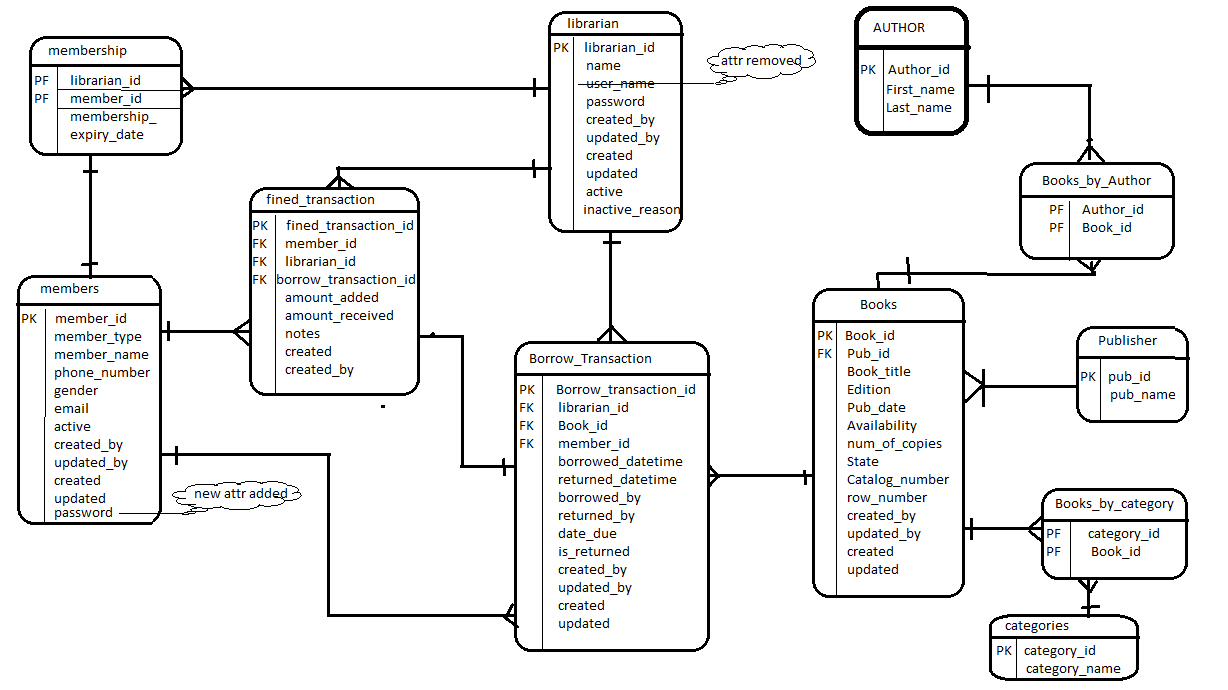 membership
PF librarian_id
PF member_id
membership_
expiry_date
librarian
PK librarian_id
name
user_name
password
created_by
updated_by
created
updated
active
inactive_reason
attr removed
AUTHOR
PK Author_id
First_name
Last_name
Books_by_Author
PF Author_id
PF Book_id
fined_transaction
PK fined_transaction_id
FK member_id
FK librarian_id
FK borrow_transaction_id
amount_added
amount_received
notes
created
created_by
members
PK member_id
member_type
member_name
phone_number
gender
email
active
created_by
updated_by
created
updated
password
new attr added
Borrow_Transaction
PK Borrow_transaction_id
FK librarian_id
FK Book_id
FK member_id
borrowed_datetime
returned_datetime
borrowed_by
returned_by
date_due
is_returned
created_by
updated_by
created
updated
Books
PK Book_id
FK Pub_id
Book_title
Edition
Pub_date
Availability
num_of_copies
State
Catalog_number
row_number
created_by
updated_by
created
updated
Publisher
PK pub_id
pub_name
Books_by_category
PF category_id
PF Book_id
categories
PK category_id
category_name